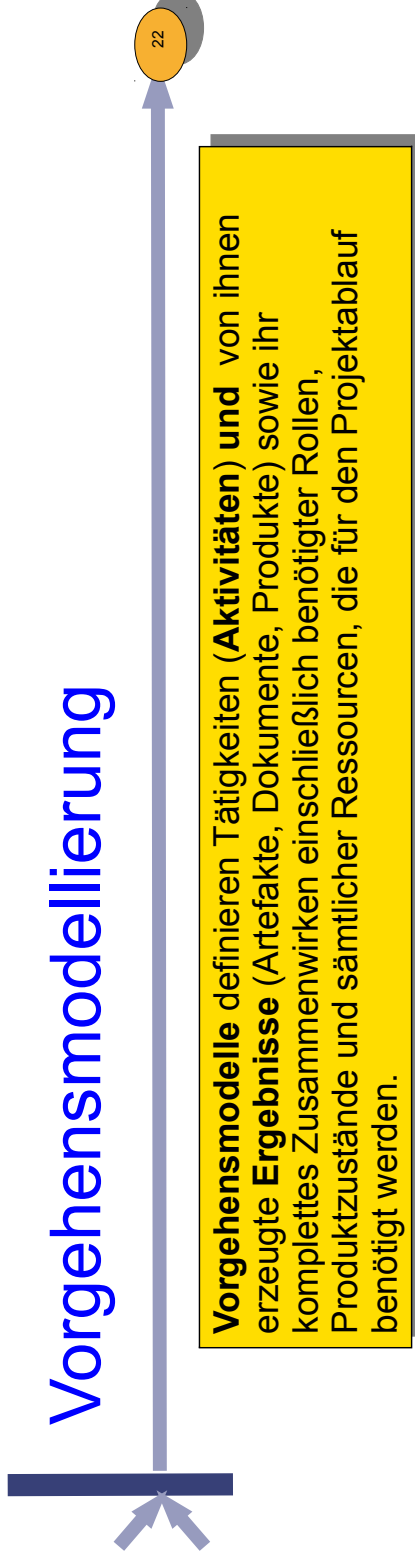 Vorgehensmodellierung
22
Vorgehensmodelle definieren Tätigkeiten (Aktivitäten) und von ihnen
erzeugte Ergebnisse (Artefakte, Dokumente, Produkte) sowie ihr
komplettes Zusammenwirken einschließlich benötigter Rollen,
Produktzustände und sämtlicher Ressourcen, die für den Projektablauf
benötigt werden.